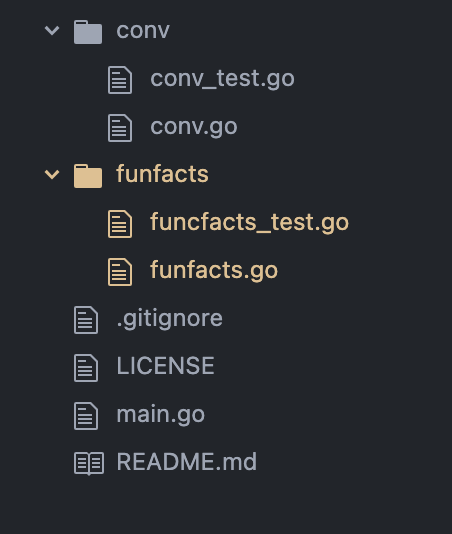 conv
conv_test.go
conv.go
funfacts
funcfacts_test.go
funfacts.go
.gitignore
LICENSE
main.go
README.md